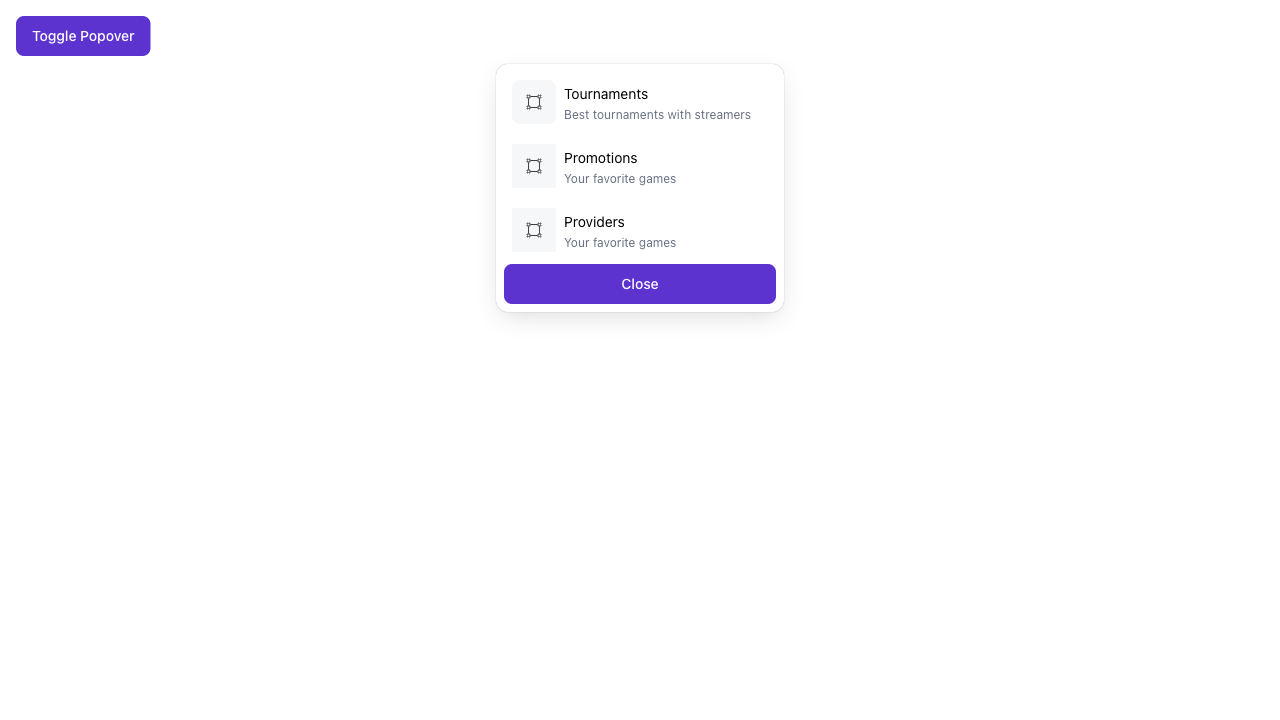 Toggle Popover
Tournaments
Best tournaments with streamers
Promotions
Your favorite games
Providers
Your favorite games
Close